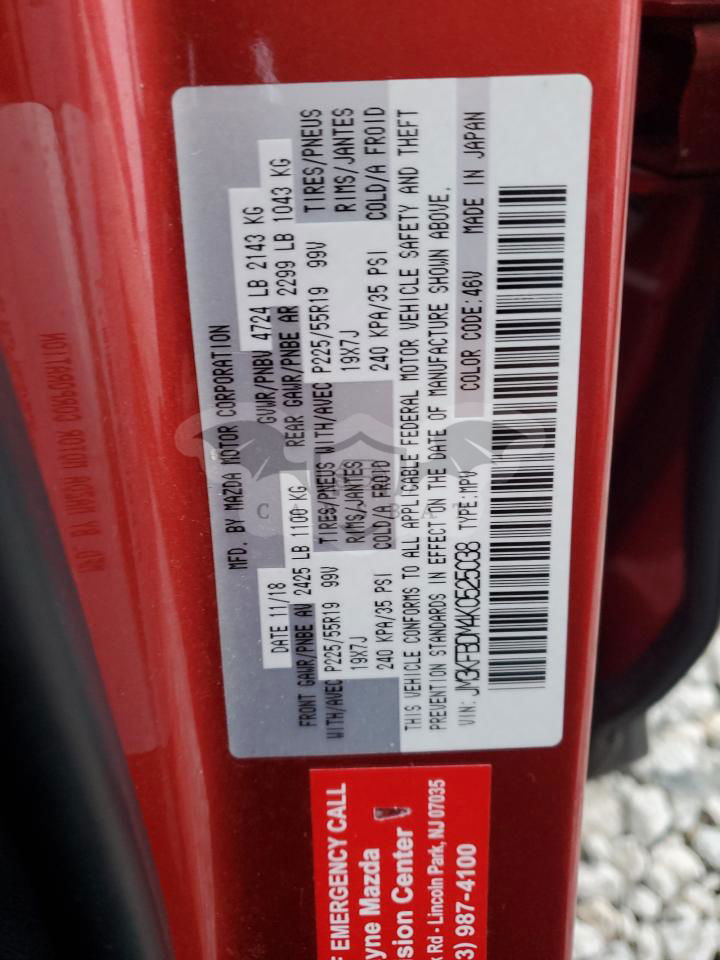 MFD. BY MAZDA MOTOR CORPORATION
DATE 11/18 GVWR/PNBV 4724 LB 2143 KG
FRONT GAWR/PNBE AV 2425 LB 1100 KG REAR GAWR/PNBE AR 2299 LB 1043 KG
WITH/AVEC P225/55R19 99V TIRES/PNEUS WITH/AVEC P225/55R19 99V TIRES/PNEUS
19X7J RIMS/JANTES 19X7J RIMS/JANTES
240 KPA/35 PSI COLD/A FROID 240 KPA/35 PSI COLD/A FROID
THIS VEHICLE CONFORMS TO ALL APPLICABLE FEDERAL MOTOR VEHICLE SAFETY AND THEFT
PREVENTION STANDARDS IN EFFECT ON THE DATE OF MANUFACTURE SHOWN ABOVE.
VIN: JM3KFBDM4K0525038 TYPE:MPV COLOR CODE:46V MADE IN JAPAN
EMERGENCY CALL
yne Mazda
sion Center
Rd - Lincoln Park, NJ 07035
3) 987-4100